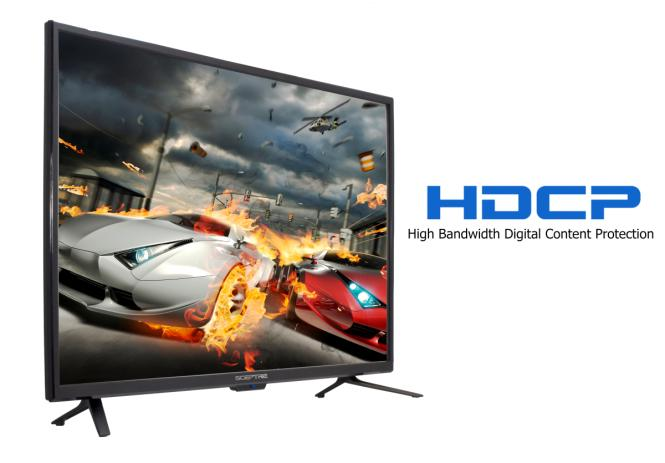 SCEPTRE
HDCP
High Bandwidth Digital Content Protection